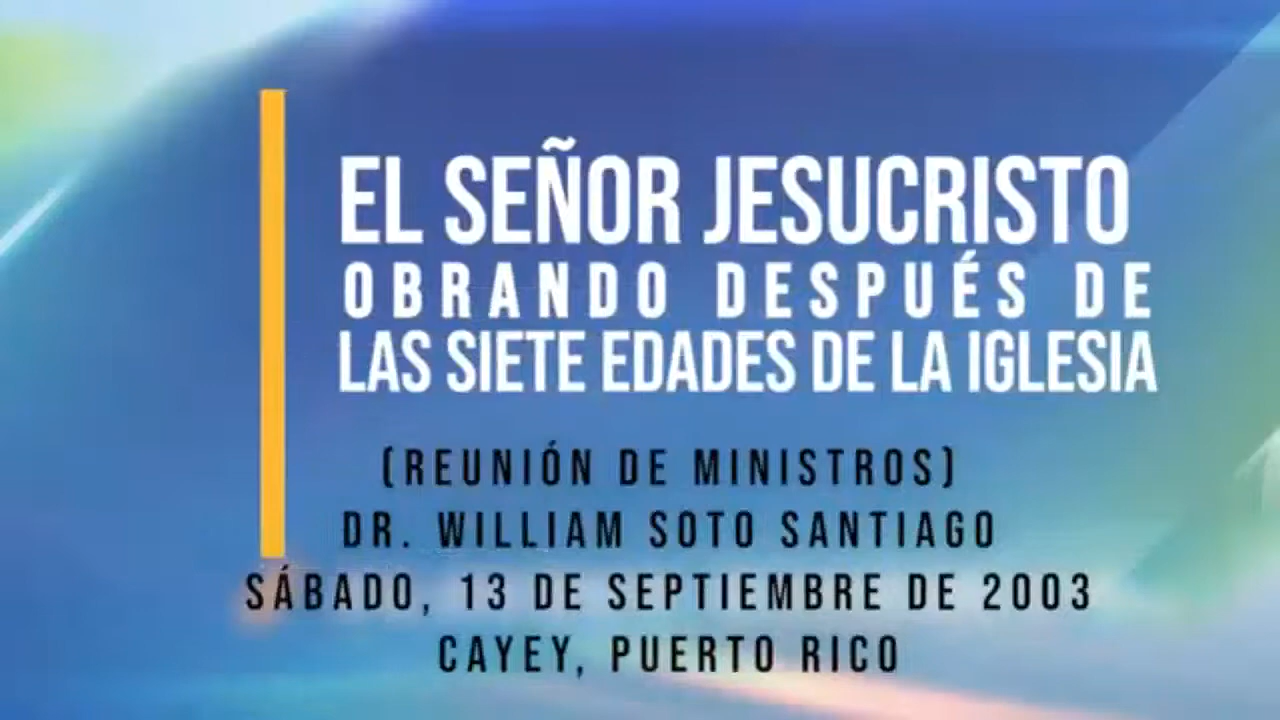 EL SEÑOR JESUCRISTO
OBRANDO DESPUÉS DE
LAS SIETE EDADES DE LA IGLESIA
(REUNIÓN DE MINISTROS)
DR. WILLIAM SOTO SANTIAGO
SÁBADO, 13 DE SEPTIEMBRE DE 2003
CAYEY, PUERTO RICO